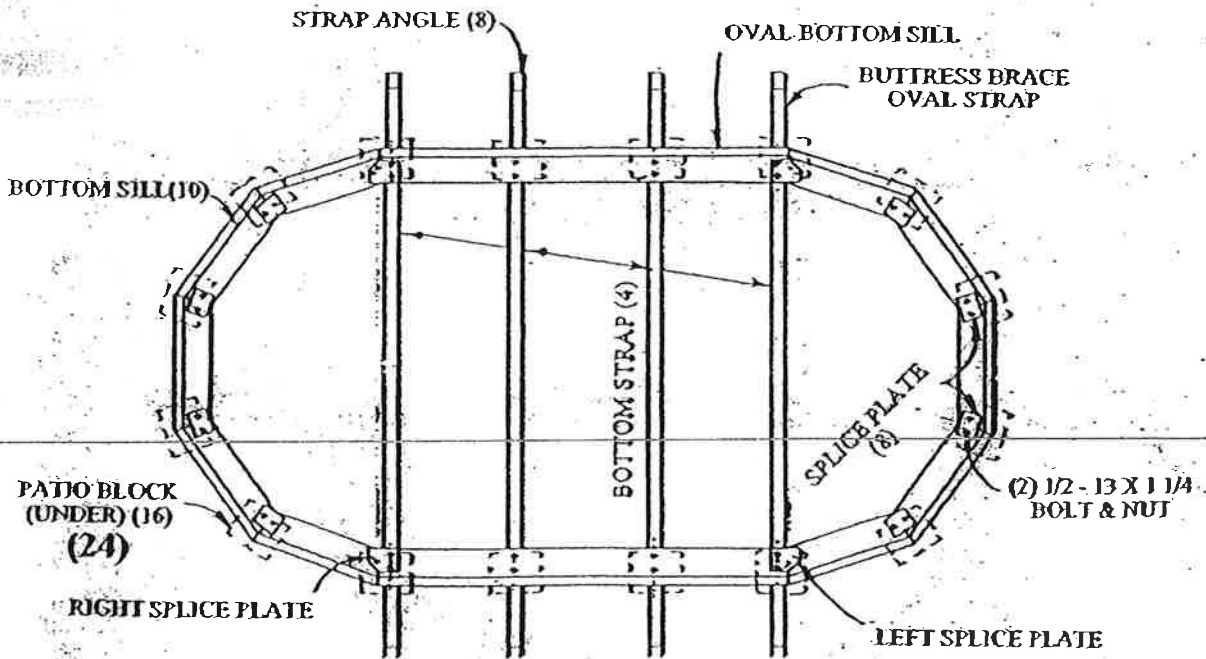 STRAP ANGLE (8)
OVAL BOTTOM SILL
BUTTRESS BRACE
OVAL STRAP
BOTTOM SILL(10)
BOTTOM STRAP (4)
SPLICE PLATE
(8)
PATIO BLOCK
(UNDER) (16)
(24)
(2) 1/2 - 13 X 1 1/4
BOLT & NUT
RIGHT SPLICE PLATE
LEFT SPLICE PLATE